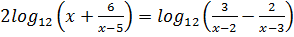 2log₁₂(x + 6/(x−5)) = log₁₂(3/(x−2) − 2/(x−3))